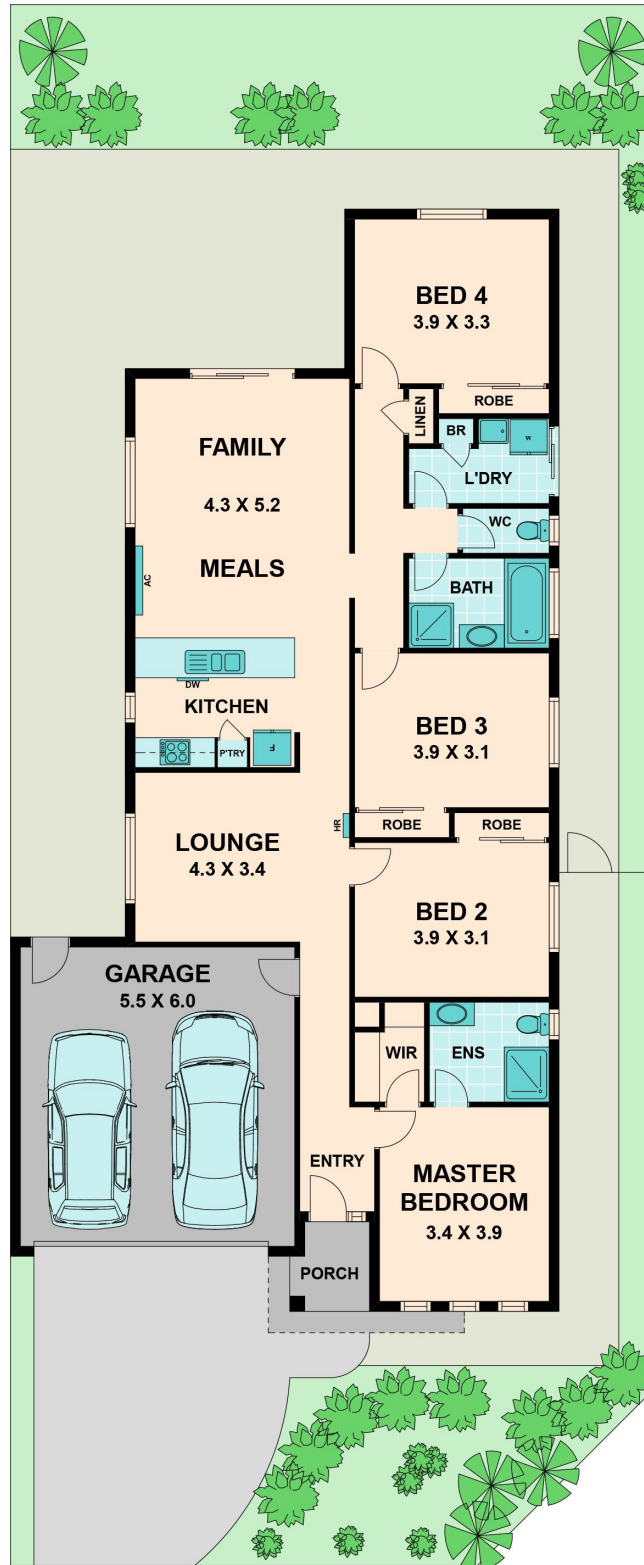 BED 4
3.9 X 3.3
ROBE
LINEN
BR
W
L'DRY
FAMILY
4.3 X 5.2
MEALS
WC
BATH
AC
DW
KITCHEN
P'TRY
F
BED 3
3.9 X 3.1
ROBE
ROBE
HR
LOUNGE
4.3 X 3.4
BED 2
3.9 X 3.1
GARAGE
5.5 X 6.0
WIR
ENS
ENTRY
MASTER
BEDROOM
3.4 X 3.9
PORCH